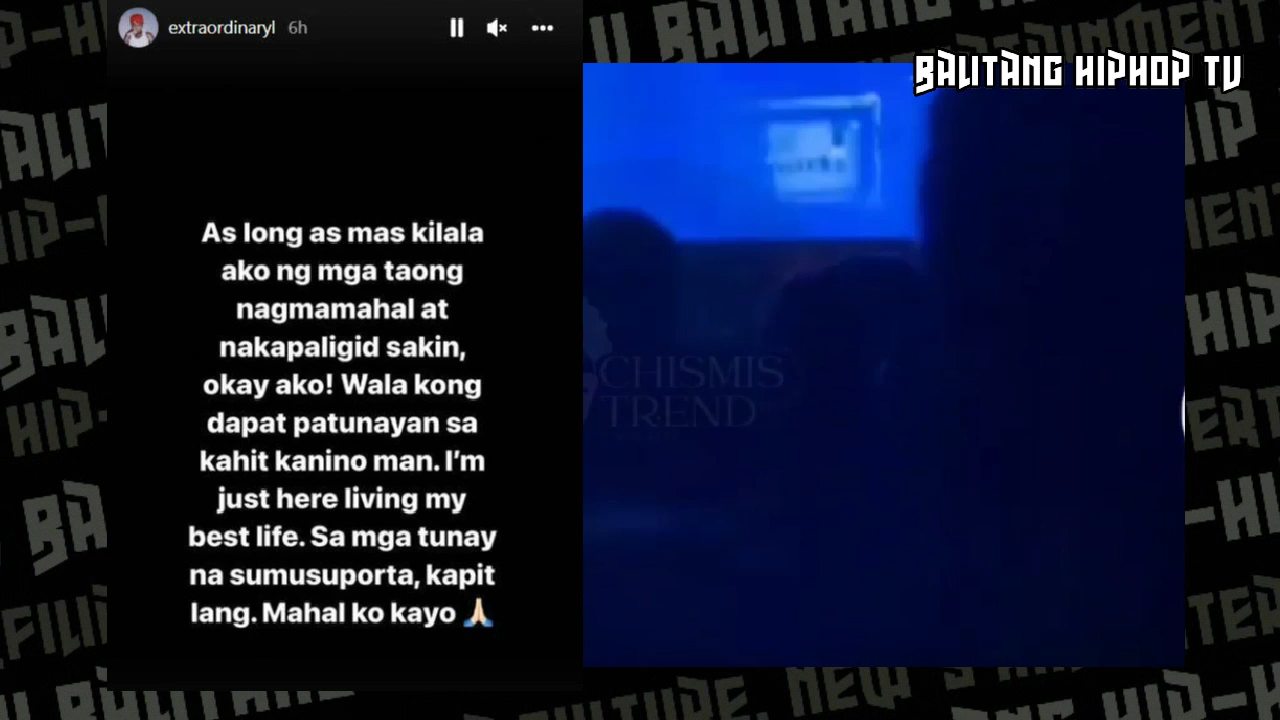 extraordinaryl 6h
BALITANG HIPHOP TV
As long as mas kilala
ako ng mga taong
nagmamahal at
nakapaligid sakin,
okay ako! Wala kong
dapat patunayan sa
kahit kanino man. I'm
just here living my
best life. Sa mga tunay
na sumusuporta, kapit
lang. Mahal ko kayo 🙏🏻
CHISMIS
TREND